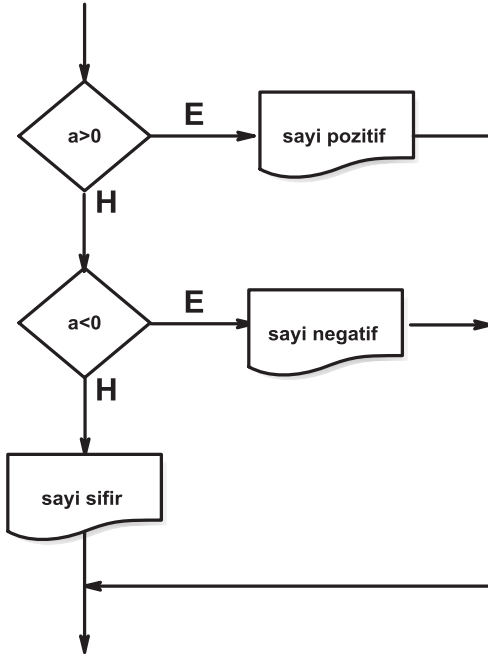 a>0
E
sayi pozitif
H
a<0
E
sayi negatif
H
sayi sifir